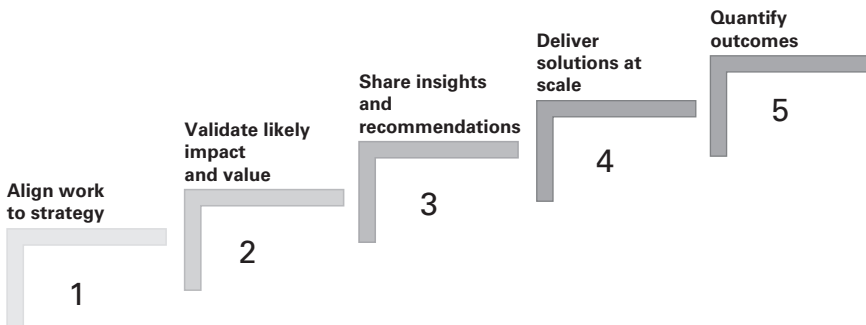 Align work
to strategy
1
Validate likely
impact
and value
2
Share insights
and
recommendations
3
Deliver
solutions at
scale
4
Quantify
outcomes
5